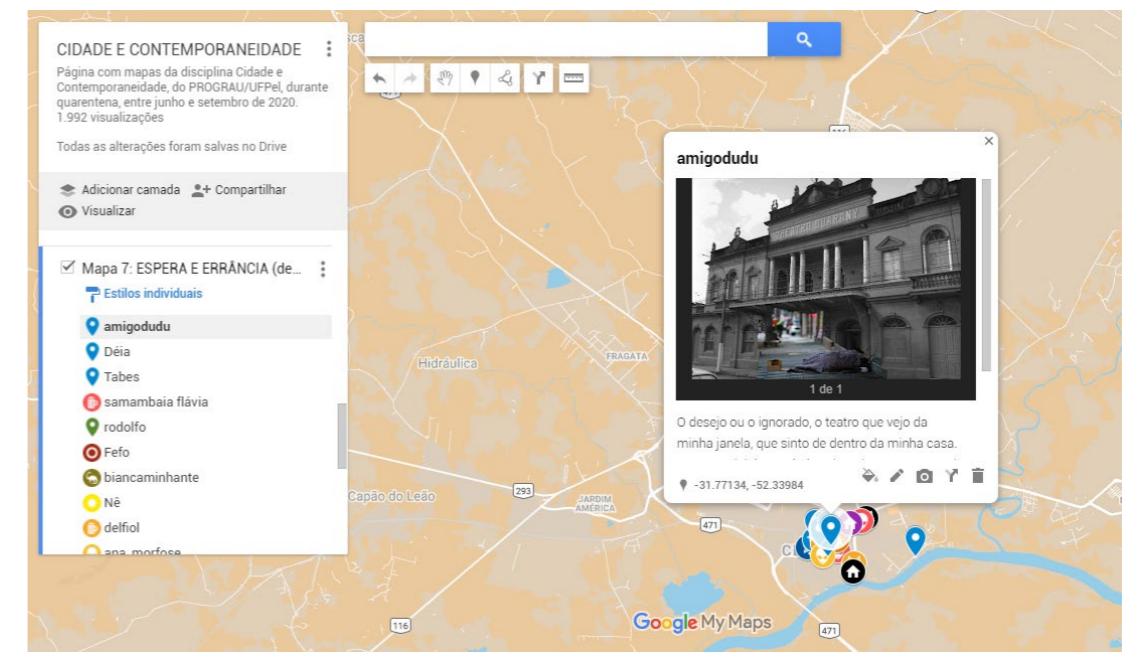 CIDADE E CONTEMPORANEIDADE
Página com mapas da disciplina Cidade e
Contemporaneidade, do PROGRAU/UFPel, durante
quarentena, entre junho e setembro de 2020.
1.992 visualizações
Todas as alterações foram salvas no Drive
Adicionar camada Compartilhar
Visualizar
Mapa 7: ESPERA E ERRÂNCIA (de...
Estilos individuais
amigodudu
Déia
Tabes
samambaia flávia
rodolfo
Fefo
biancaminhante
Nê
delfiol
ana_morfose
amigodudu
THEATRO GUARANY
1 de 1
O desejo ou o ignorado, o teatro que vejo da
minha janela, que sinto de dentro da minha casa.
-31.77134, -52.33984
Hidráulica
FRAGATA
Capão do Leão
293
JARDIM
AMÉRICA
471
116
Google My Maps
471